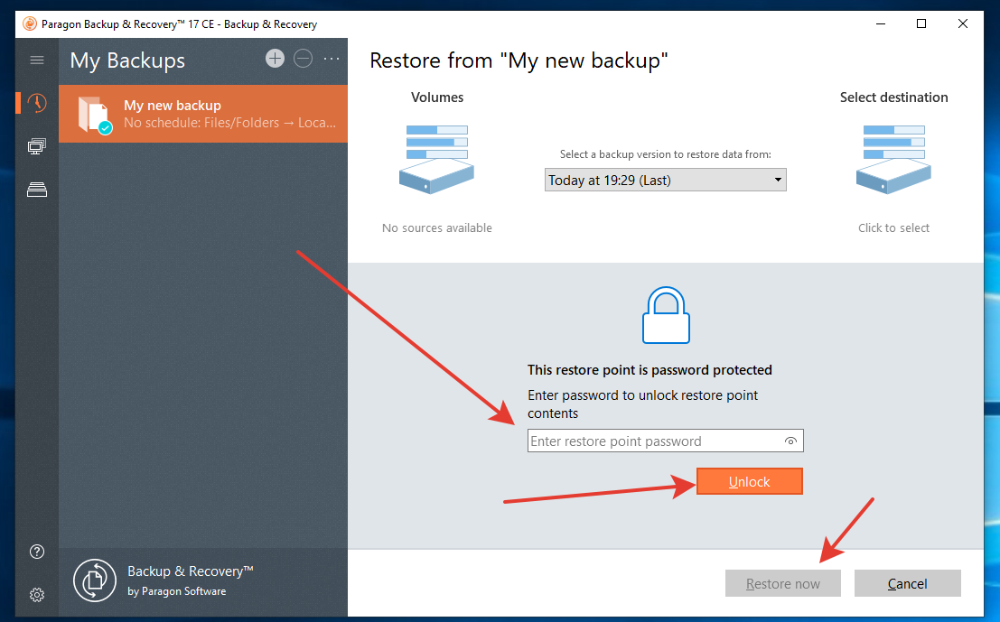 Paragon Backup & Recovery™ 17 CE - Backup & Recovery
My Backups
My new backup
No schedule: Files/Folders → Loca...
Backup & Recovery™
by Paragon Software
Restore from "My new backup"
Volumes
No sources available
Select a backup version to restore data from:
Today at 19:29 (Last)
Select destination
Click to select
This restore point is password protected
Enter password to unlock restore point
contents
Enter restore point password
Unlock
Restore now
Cancel